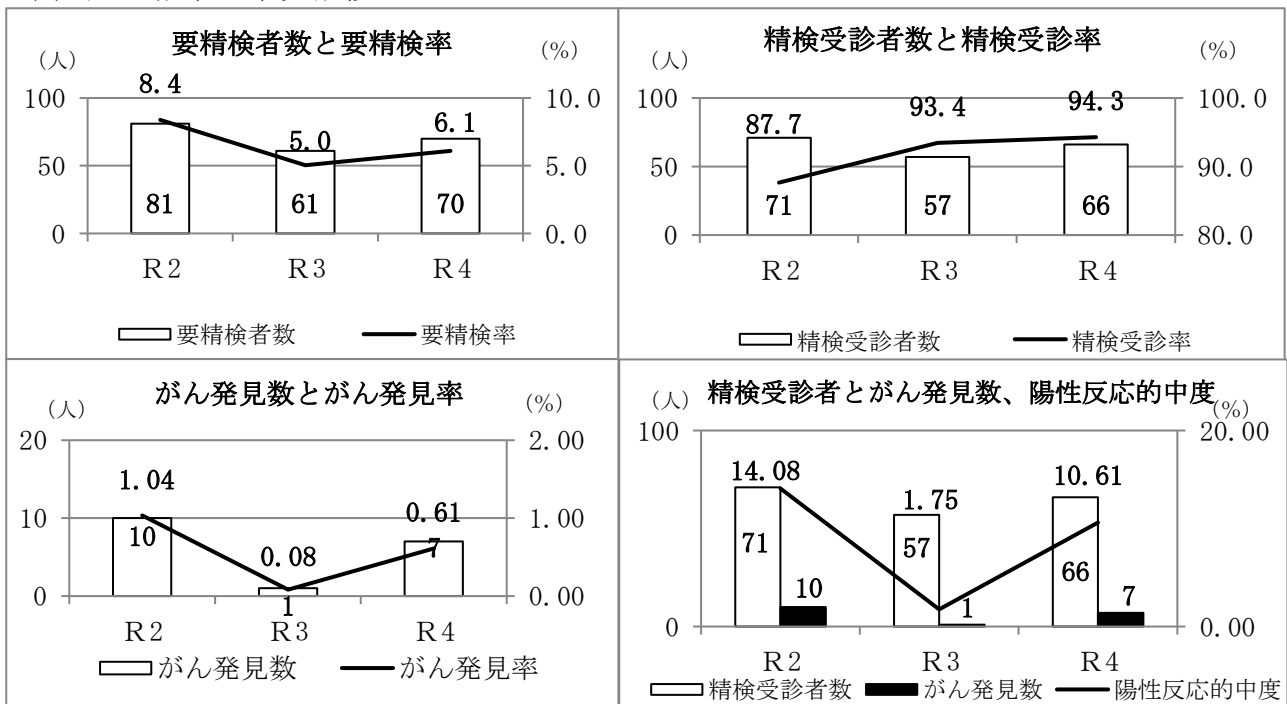 要精検者数と要精検率
(人)
(%)
8.4
5.0
6.1
100
50
0
10.0
5.0
0.0
81
61
70
R2
R3
R4
要精検者数
要精検率
精検受診者数と精検受診率
(人)
(%)
87.7
93.4
94.3
100
50
0
100.0
90.0
80.0
71
57
66
R2
R3
R4
精検受診者数
精検受診率
がん発見数とがん発見率
(人)
(%)
20
10
0
2.00
1.00
0.00
1.04
0.08
0.61
10
1
7
R2
R3
R4
がん発見数
がん発見率
精検受診者とがん発見数、陽性反応的中度
(人)
(%)
100
0
20.00
0.00
14.08
1.75
10.61
71
57
66
10
1
7
R2
R3
R4
精検受診者数
がん発見数
陽性反応的中度